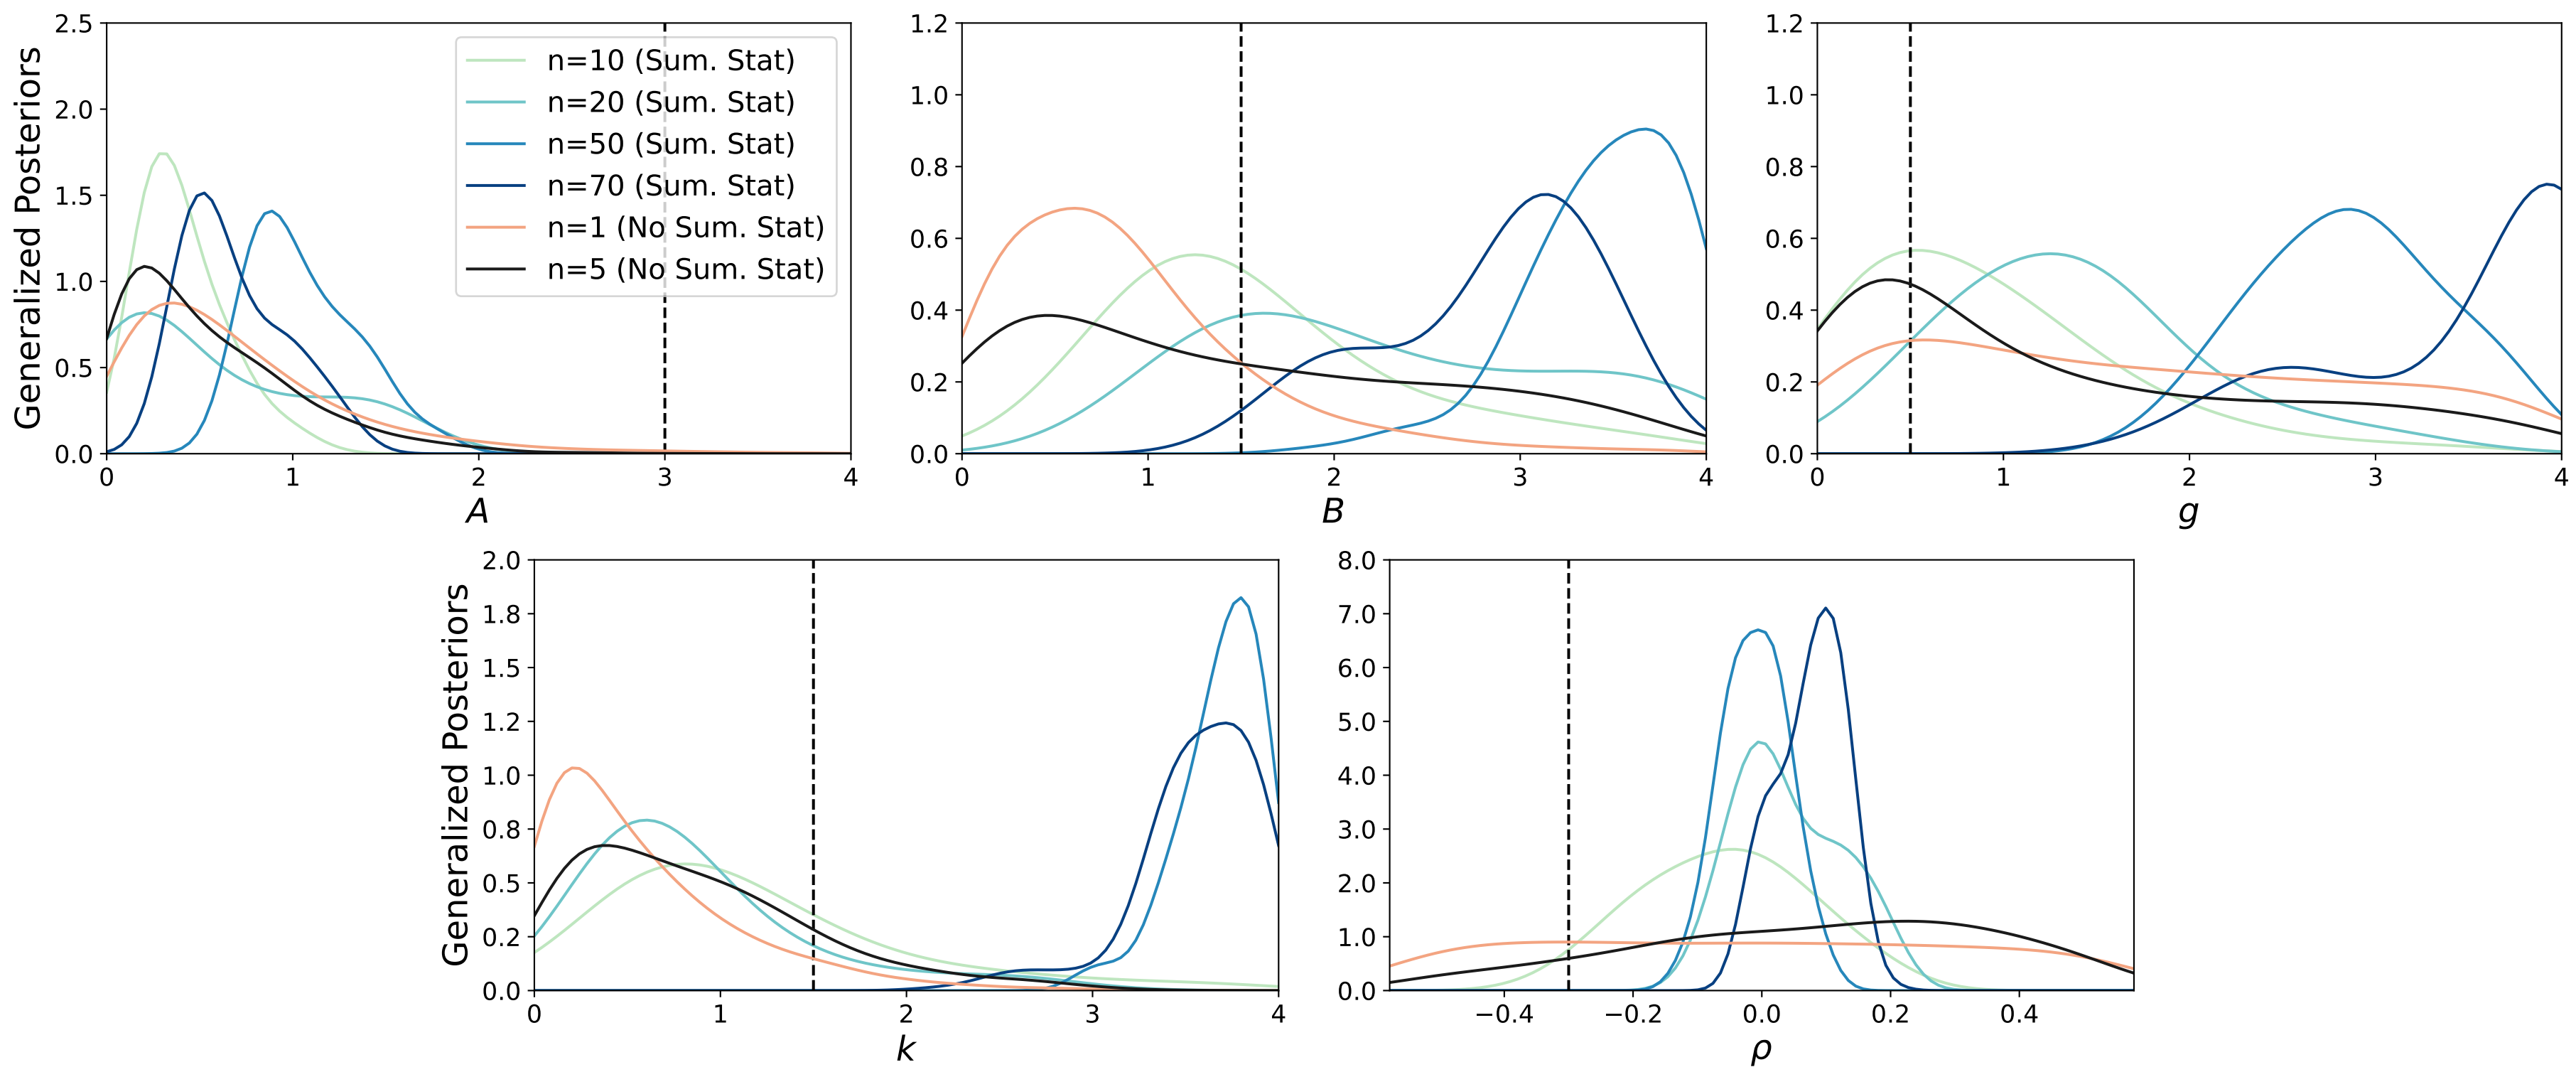 Generalized Posteriors
2.5
2.0
1.5
1.0
0.5
0.0
0 1 2 3 4
A
n=10 (Sum. Stat)
n=20 (Sum. Stat)
n=50 (Sum. Stat)
n=70 (Sum. Stat)
n=1 (No Sum. Stat)
n=5 (No Sum. Stat)
1.2
1.0
0.8
0.6
0.4
0.2
0.0
0 1 2 3 4
B
1.2
1.0
0.8
0.6
0.4
0.2
0.0
0 1 2 3 4
g
Generalized Posteriors
2.0
1.8
1.5
1.2
1.0
0.8
0.5
0.2
0.0
0 1 2 3 4
k
8.0
7.0
6.0
5.0
4.0
3.0
2.0
1.0
0.0
−0.4 −0.2 0.0 0.2 0.4
ρ